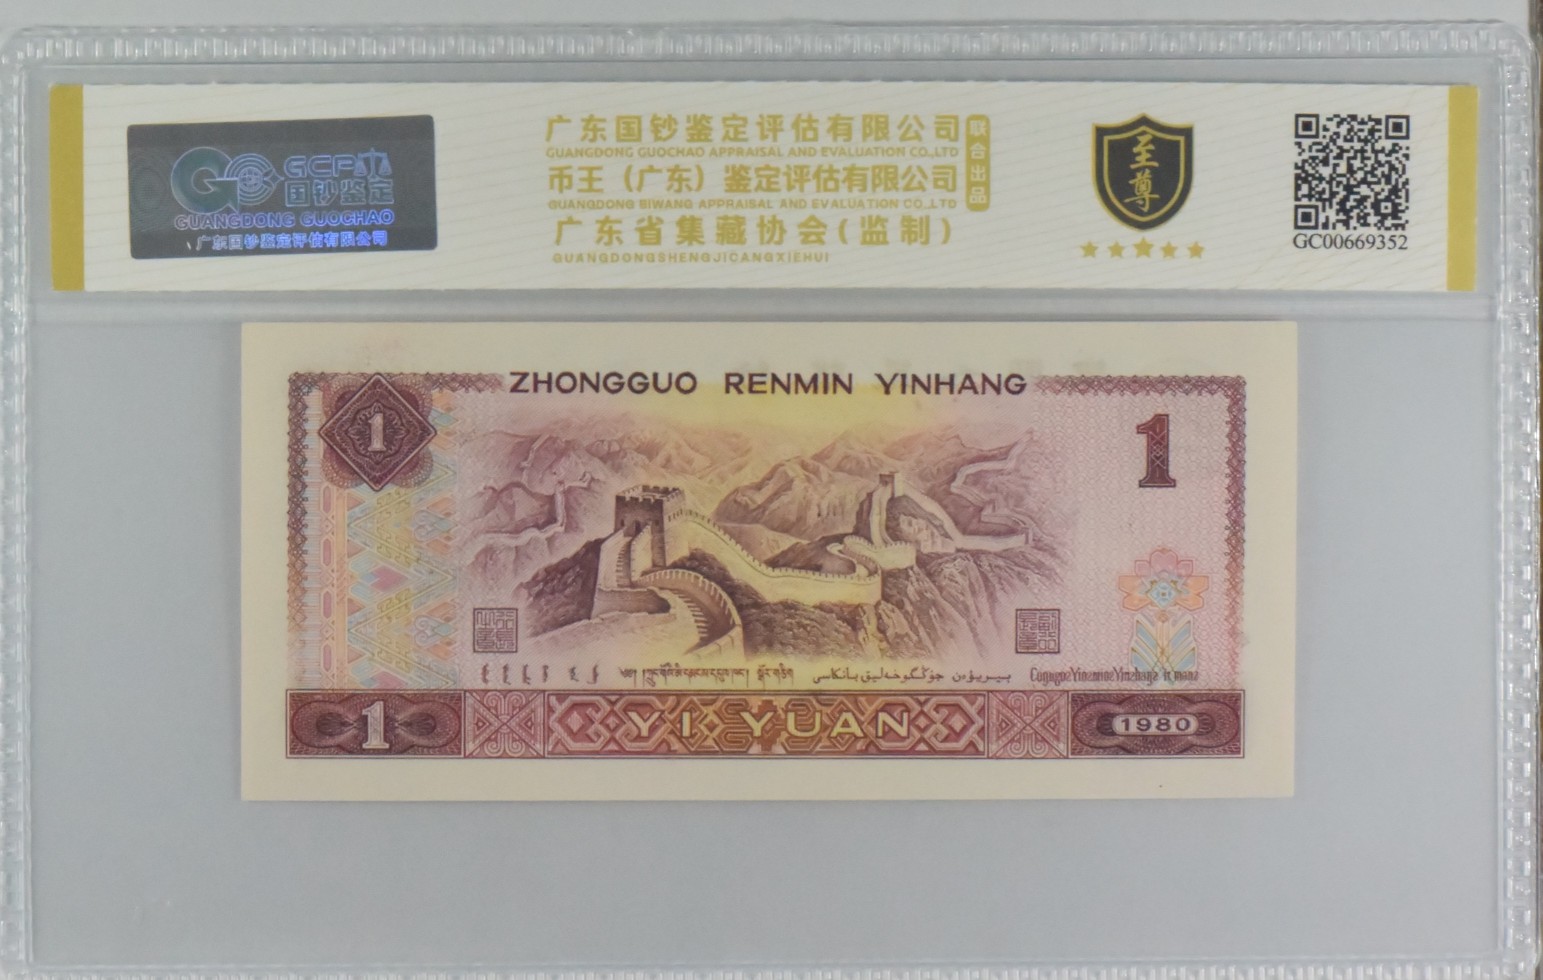 广东国钞鉴定评估有限公司
GUANGDONG GUOCHAO APPRAISAL AND EVALUATION CO.,LTD
币王（广东）鉴定评估有限公司
GUANGDONG BIWANG APPRAISAL AND EVALUATION CO.,LTD
广东省集藏协会(监制)
GUANGDONGSHENGJICANGXIEHUI
联合出品
GCP
国钞鉴定
GUANGDONG GUOCHAO
广东国钞鉴定评估有限公司
至尊
GC00669352
ZHONGGUO RENMIN YINHANG
1
1
1
YI YUAN
1980